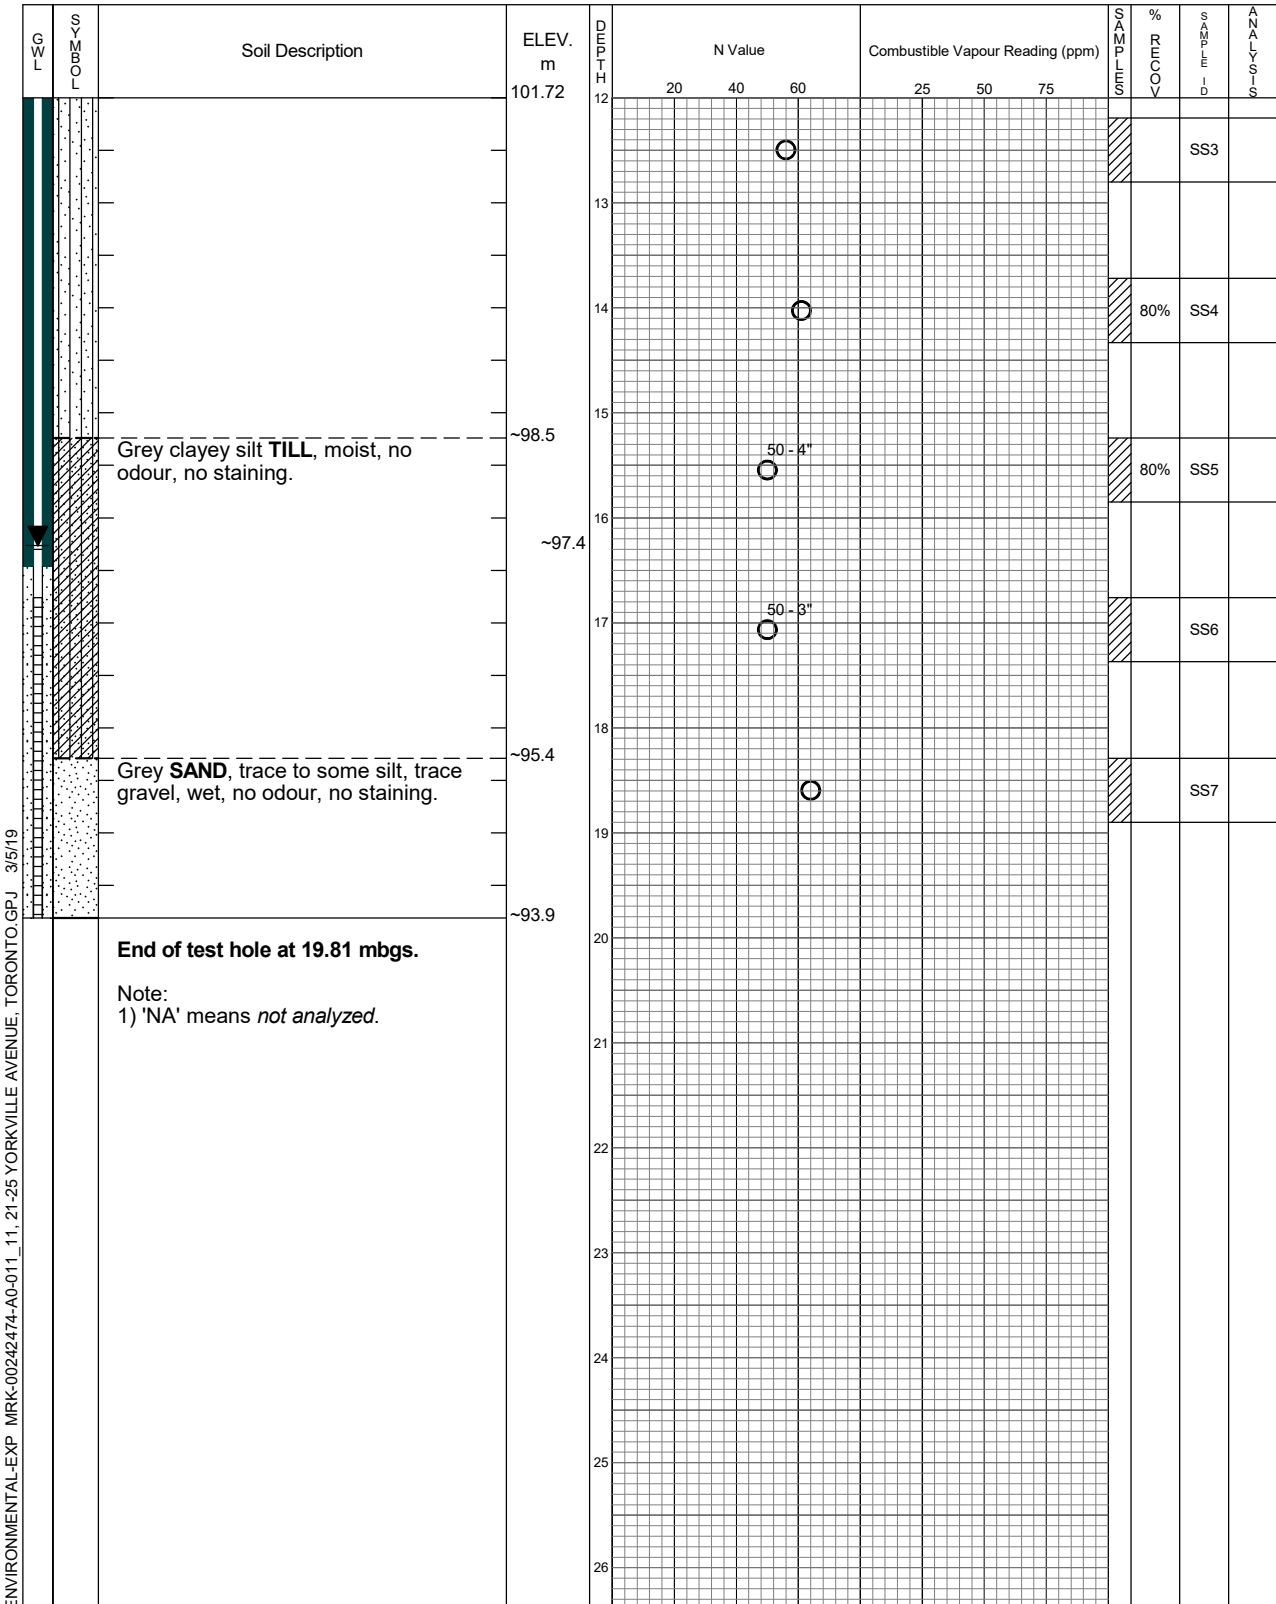 GWL
SYMBOL
Soil Description
ELEV.
m
101.72
DEPTH
N Value
20 40 60
Combustible Vapour Reading (ppm)
25 50 75
SAMPLES
% RECOV
SAMPLE ID
ANALYSIS
12
SS3
13
14
80% SS4
15
~98.5
Grey clayey silt TILL, moist, no
odour, no staining.
50 - 4"
80% SS5
16
~97.4
50 - 3"
17
SS6
18
~95.4
Grey SAND, trace to some silt, trace
gravel, wet, no odour, no staining.
SS7
19
~93.9
20
End of test hole at 19.81 mbgs.
Note:
1) 'NA' means not analyzed.
21
22
23
24
25
26
ENVIRONMENTAL-EXP MRK-00242474-A0-011_11, 21-25 YORKVILLE AVENUE, TORONTO.GPJ 3/5/19